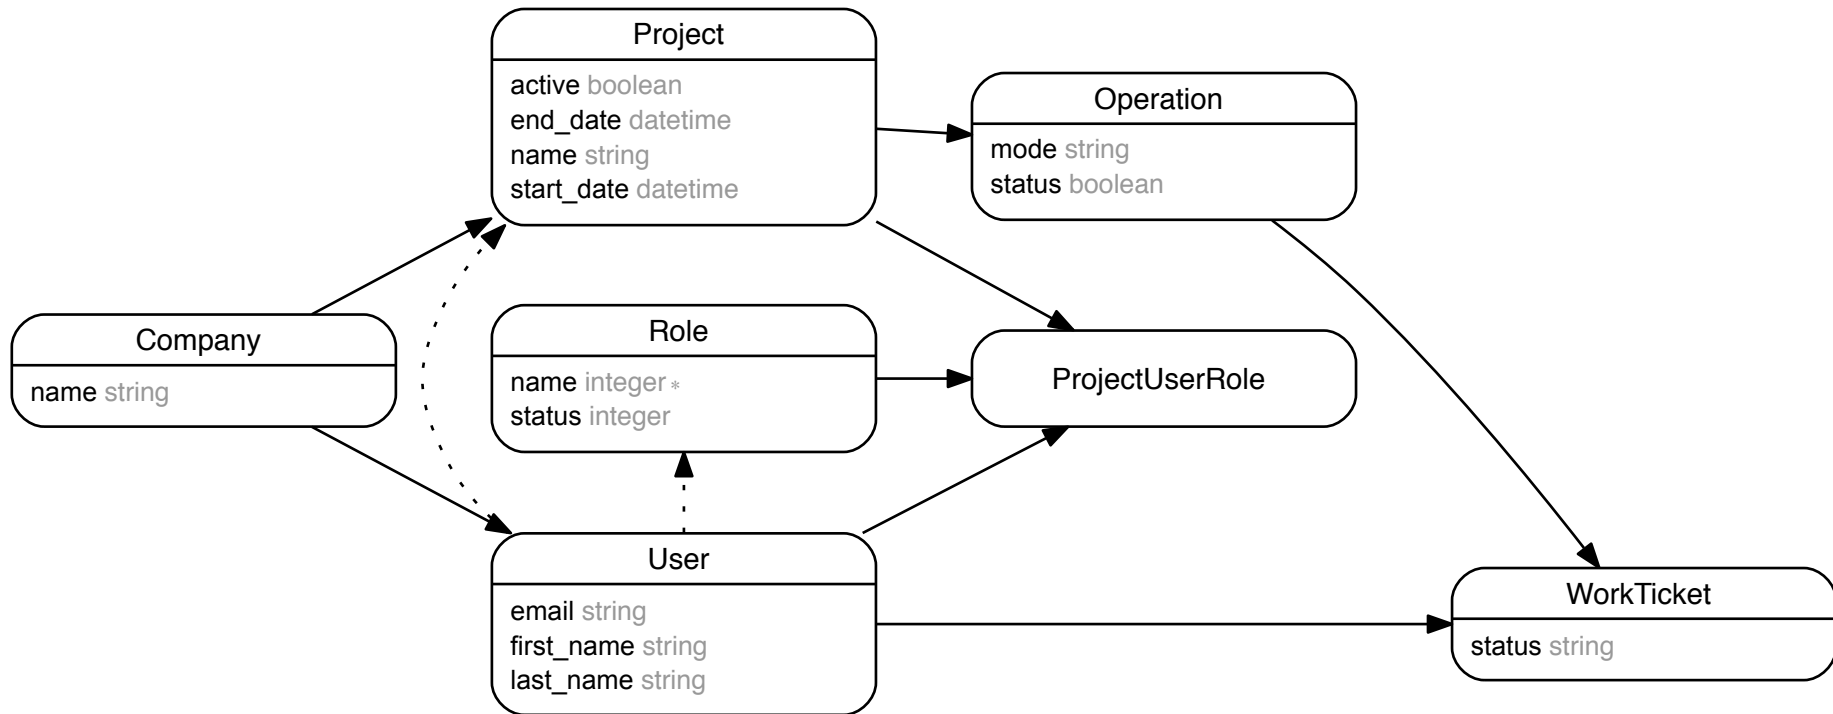 Project
active boolean
end_date datetime
name string
start_date datetime
Operation
mode string
status boolean
Company
name string
Role
name integer *
status integer
ProjectUserRole
User
email string
first_name string
last_name string
WorkTicket
status string